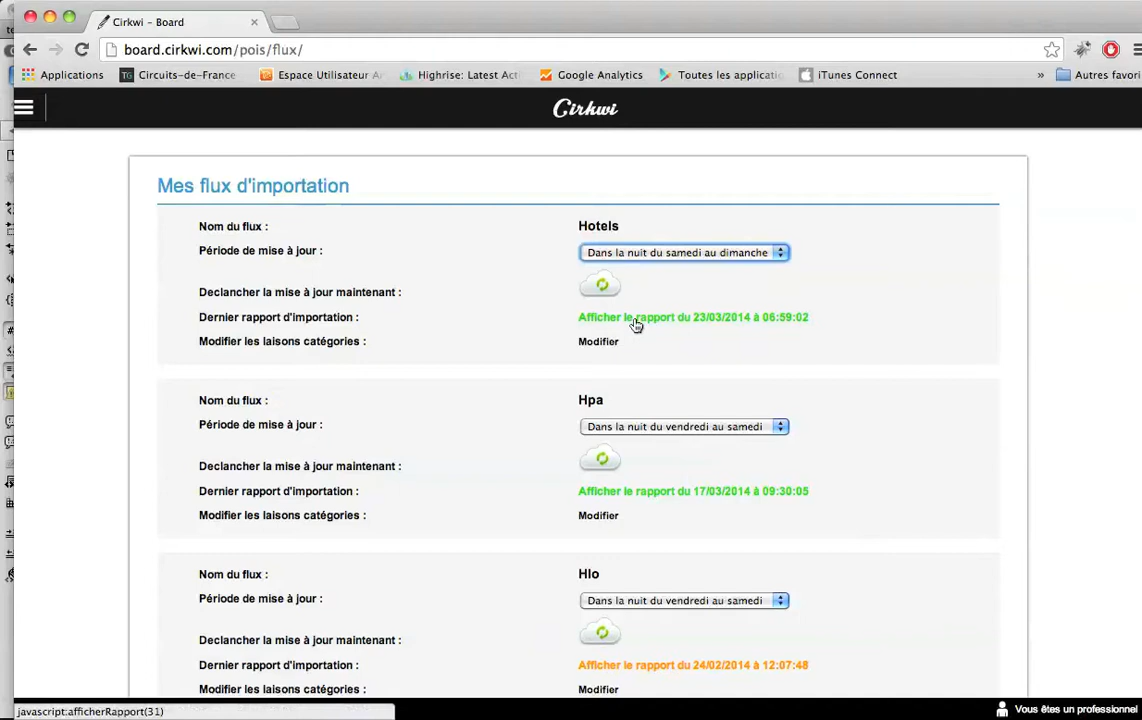 Cirkwi - Board
board.cirkwi.com/pois/flux/
Applications Circuits-de-France Espace Utilisateur Highrise: Latest Acti Google Analytics Toutes les applicatio iTunes Connect » Autres favori
Cirkwi
Mes flux d'importation
Nom du flux : Hotels
Période de mise à jour : Dans la nuit du samedi au dimanche
Declancher la mise à jour maintenant :
Dernier rapport d'importation : Afficher le rapport du 23/03/2014 à 06:59:02
Modifier les laisons catégories : Modifier
Nom du flux : Hpa
Période de mise à jour : Dans la nuit du vendredi au samedi
Declancher la mise à jour maintenant :
Dernier rapport d'importation : Afficher le rapport du 17/03/2014 à 09:30:05
Modifier les laisons catégories : Modifier
Nom du flux : Hlo
Période de mise à jour : Dans la nuit du vendredi au samedi
Declancher la mise à jour maintenant :
Dernier rapport d'importation : Afficher le rapport du 24/02/2014 à 12:07:48
Modifier les laisons catégories : Modifier
javascript:afficherRapport(31)
Vous êtes un professionnel